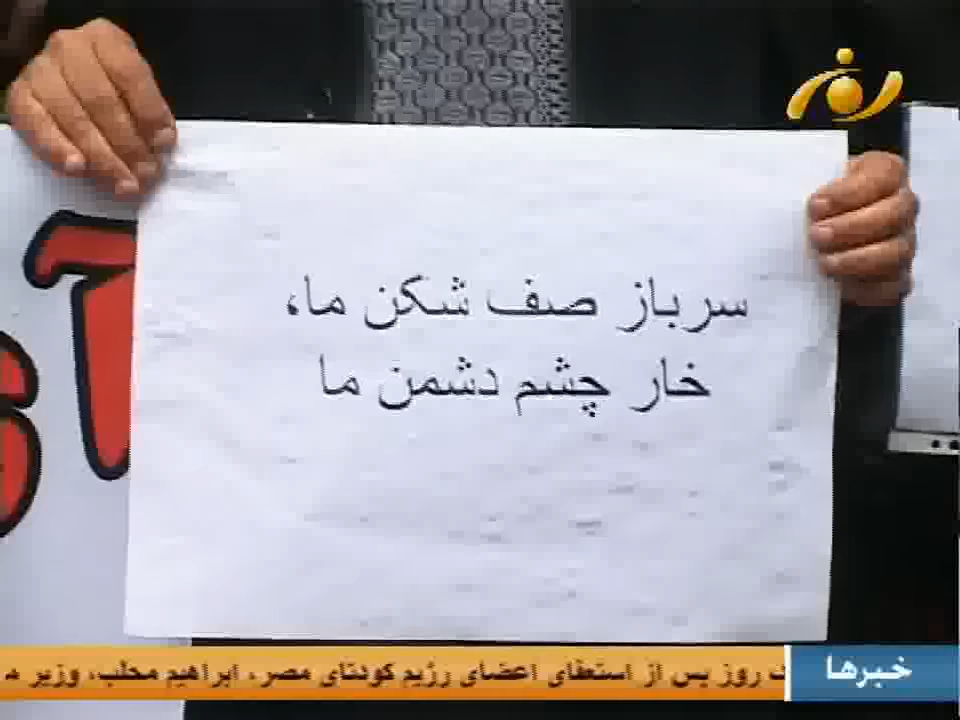 سرباز صف شکن ما،
خار چشم دشمن ما
خبرها
روز پس از استعفای اعضای رژیم کودتای مصر، ابراهیم محلب، وزیر